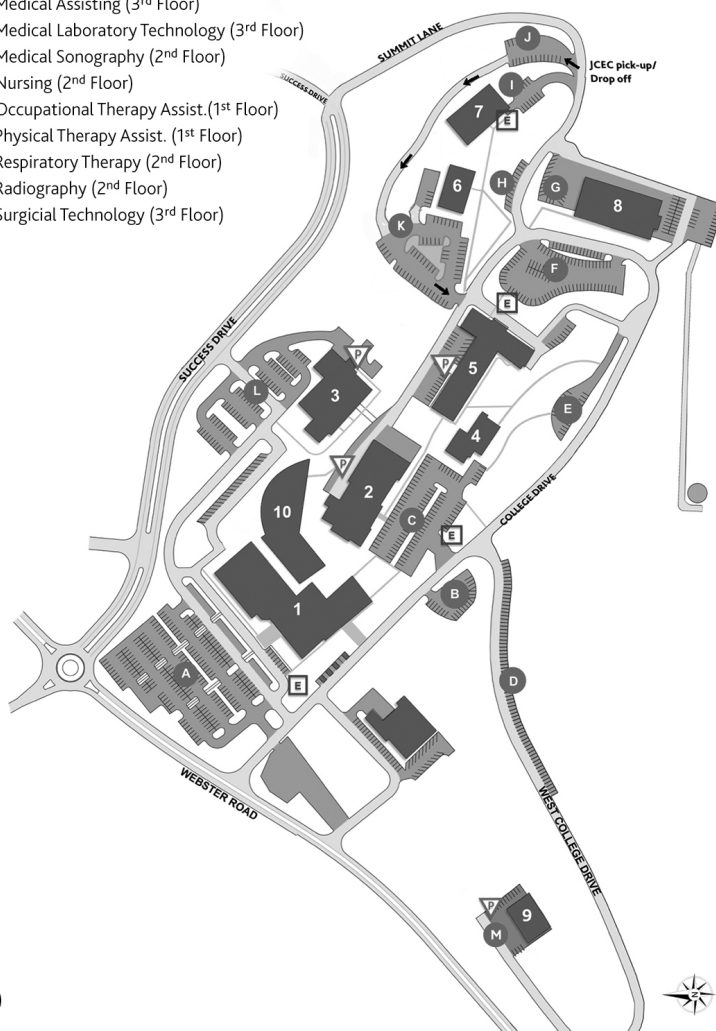 Medical Assisting (3rd Floor)
Medical Laboratory Technology (3rd Floor)
Medical Sonography (2nd Floor)
Nursing (2nd Floor)
Occupational Therapy Assist.(1st Floor)
Physical Therapy Assist. (1st Floor)
Respiratory Therapy (2nd Floor)
Radiography (2nd Floor)
Surgicial Technology (3rd Floor)
SUMMIT LANE
J
JCEC pick-up/
Drop off
SUCCESS DRIVE
I
7
E
6
H
G
8
K
F
E
SUCCESS DRIVE
P
P
5
L
3
E
4
P
2
10
C
COLLEGE DRIVE
E
1
B
A
E
D
WEBSTER ROAD
WEST COLLEGE DRIVE
P
9
M
N
)